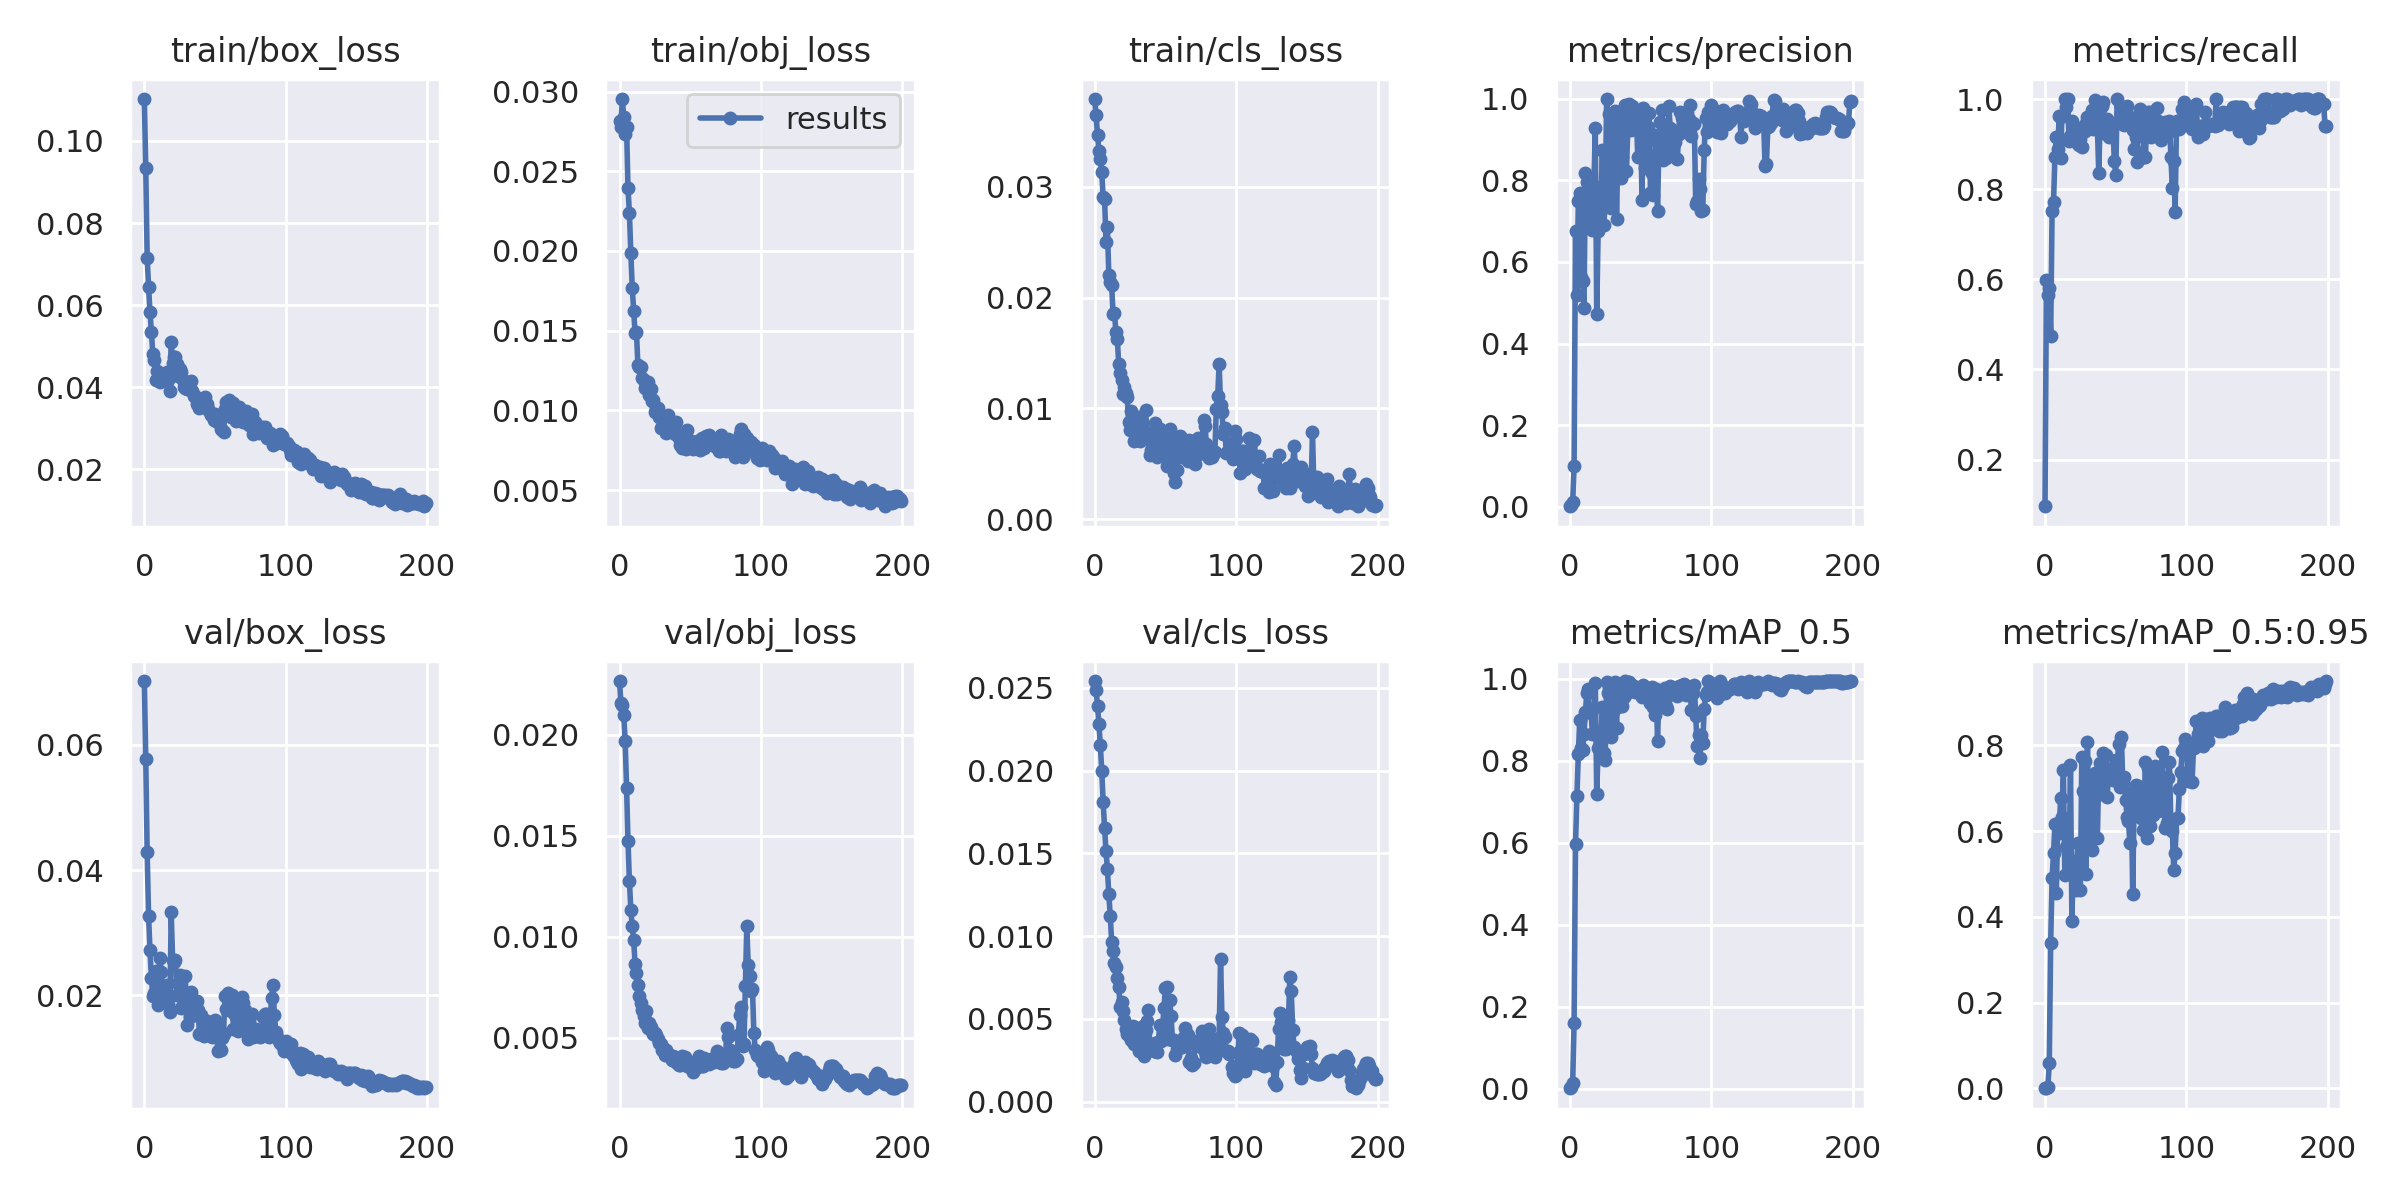 train/box_loss
train/obj_loss
train/cls_loss
metrics/precision
metrics/recall
0.10
0.08
0.06
0.04
0.02
0 100 200
0.030
0.025
0.020
0.015
0.010
0.005
results
0 100 200
0.03
0.02
0.01
0.00
0 100 200
1.0
0.8
0.6
0.4
0.2
0.0
0 100 200
1.0
0.8
0.6
0.4
0.2
0 100 200
val/box_loss
val/obj_loss
val/cls_loss
metrics/mAP_0.5
metrics/mAP_0.5:0.95
0.06
0.04
0.02
0 100 200
0.020
0.015
0.010
0.005
0 100 200
0.025
0.020
0.015
0.010
0.005
0.000
0 100 200
1.0
0.8
0.6
0.4
0.2
0.0
0 100 200
0.8
0.6
0.4
0.2
0.0
0 100 200